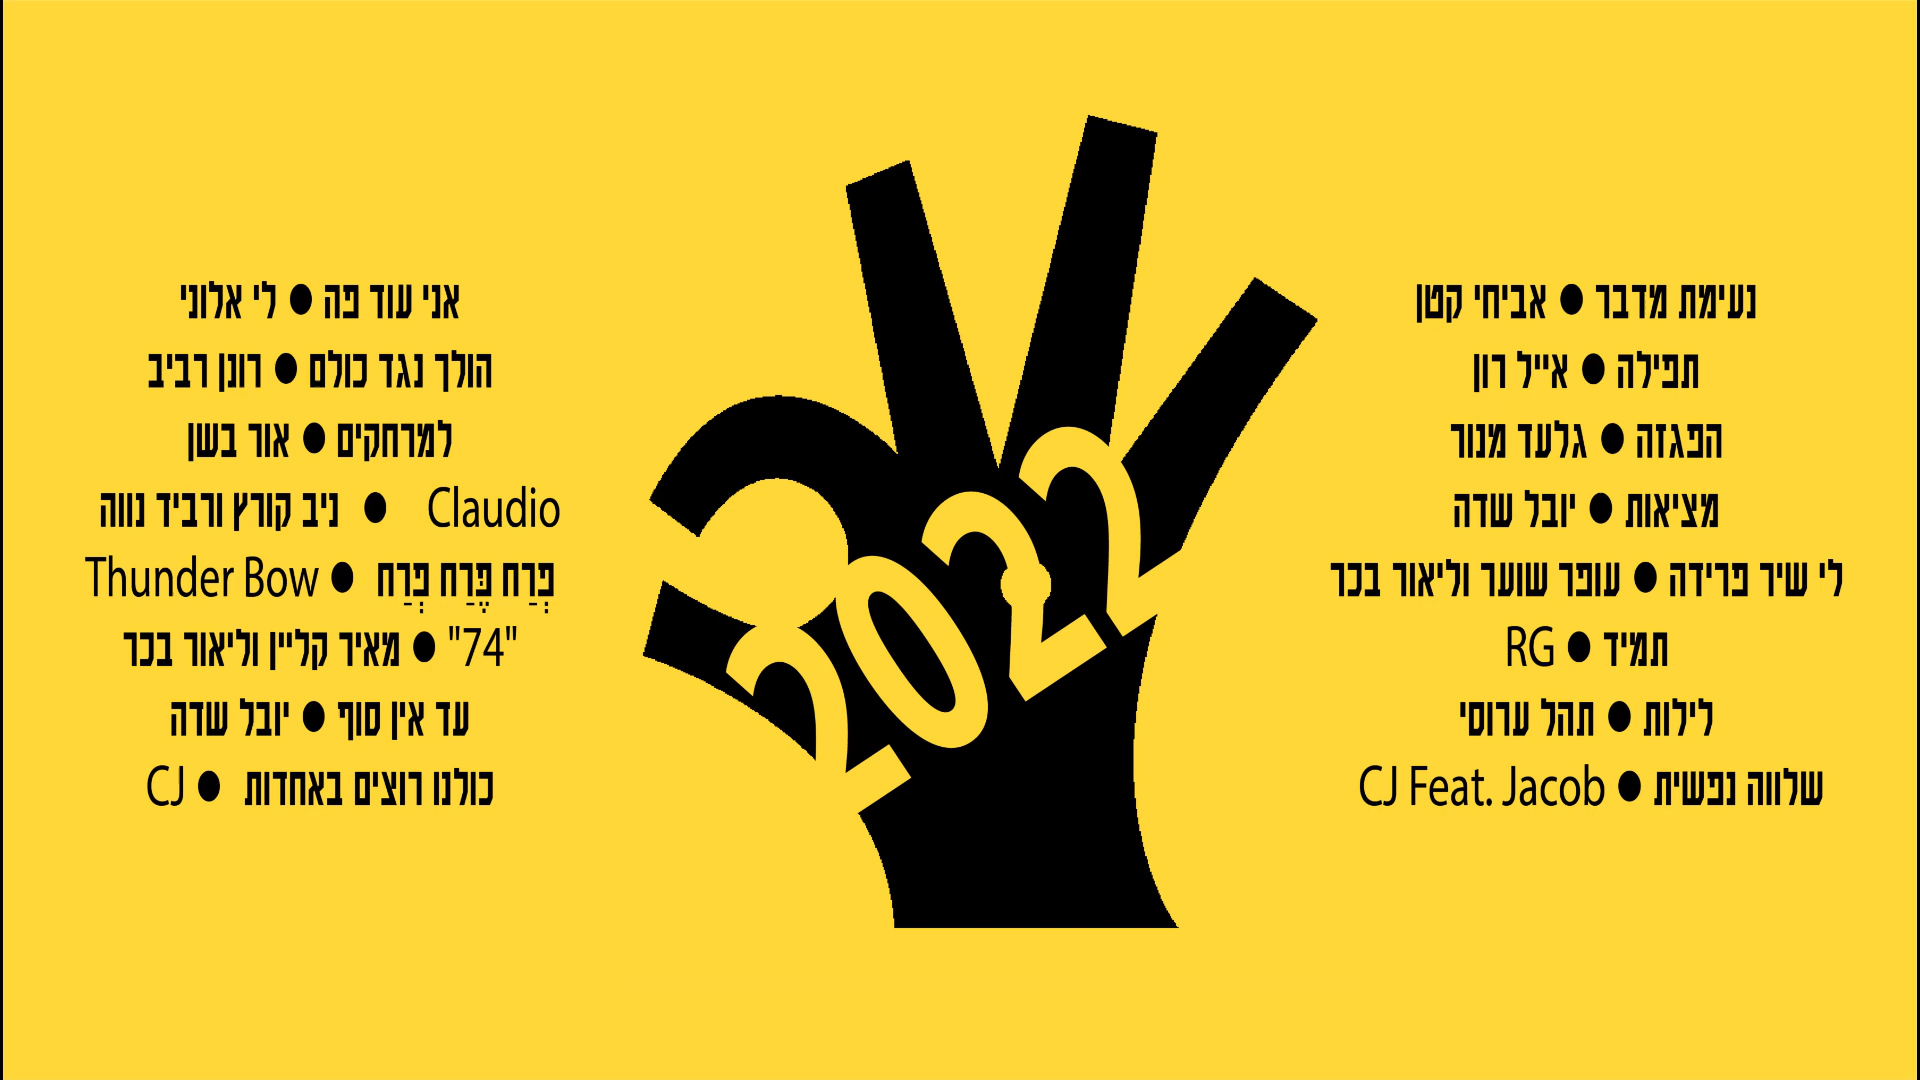 נעימת מדבר ● אביחי קטן
תפילה ● אייל רון
הפגזה ● גלעד מנור
מציאות ● יובל שדה
לי שיר פרידה ● עופר שוער וליאור בכר
תמיד ● RG
לילות ● תהל ערוסי
שלווה נפשית ● CJ Feat. Jacob
2022
אני עוד פה ● לי אלוני
הולך נגד כולם ● רונן רביב
למרחקים ● אור בשן
Claudio ● ניב קורץ ורביד נווה
פְּרַח פֶּרַח פְּרַח ● Thunder Bow
"74" ● מאיר קליין וליאור בכר
עד אין סוף ● יובל שדה
כולנו רוצים באחדות ● CJ